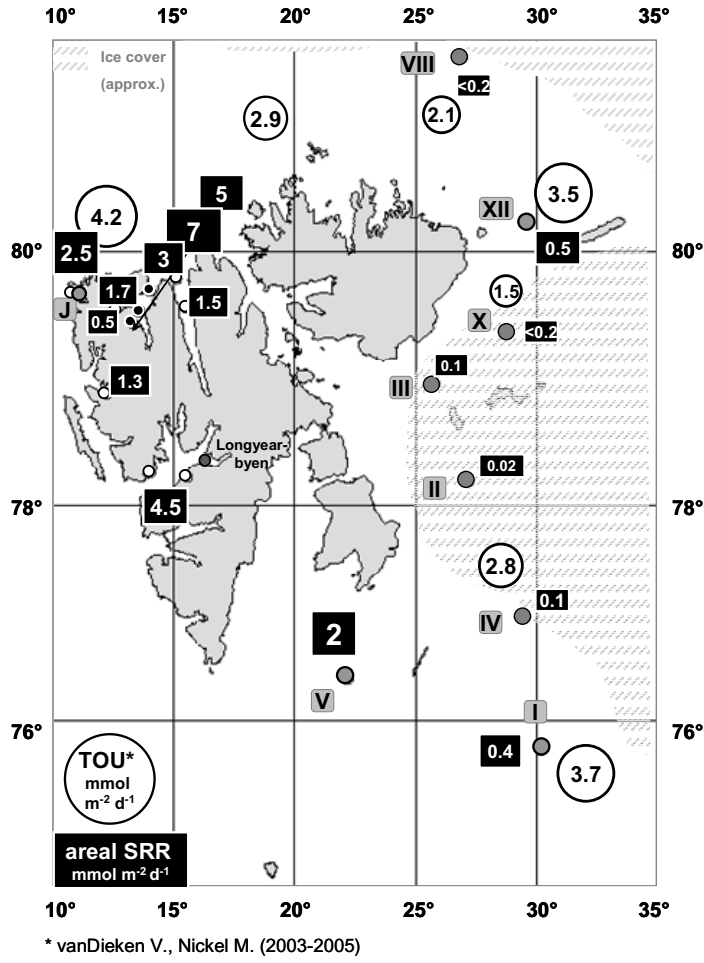 10° 15° 20° 25° 30° 35°
Ice cover
(approx.)
VIII
<0.2
2.9
2.1
5
3.5
4.2
XII
7
80°
2.5
3
0.5
80°
1.7
1.5
1.5
J
0.5
X
<0.2
0.1
1.3
III
Longyear-
byen
0.02
II
78°
4.5
78°
2.8
0.1
2
IV
V
I
76°
76°
TOU*
mmol
m⁻² d⁻¹
0.4
3.7
areal SRR
mmol m⁻² d⁻¹
10° 15° 20° 25° 30° 35°
* vanDieken V., Nickel M. (2003-2005)